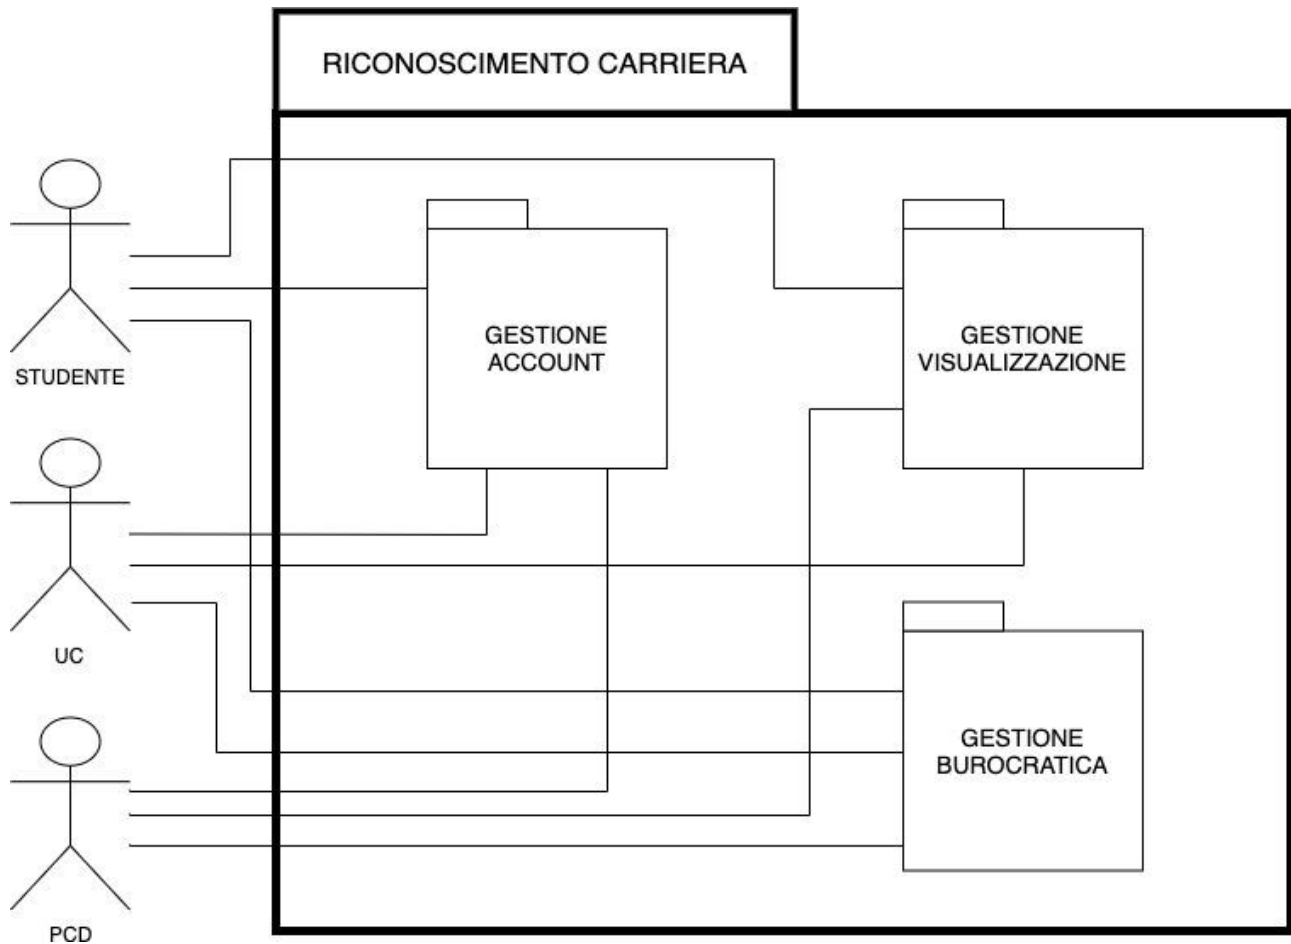 RICONOSCIMENTO CARRIERA
GESTIONE
ACCOUNT
GESTIONE
VISUALIZZAZIONE
STUDENTE
UC
GESTIONE
BUROCRATICA
PCD